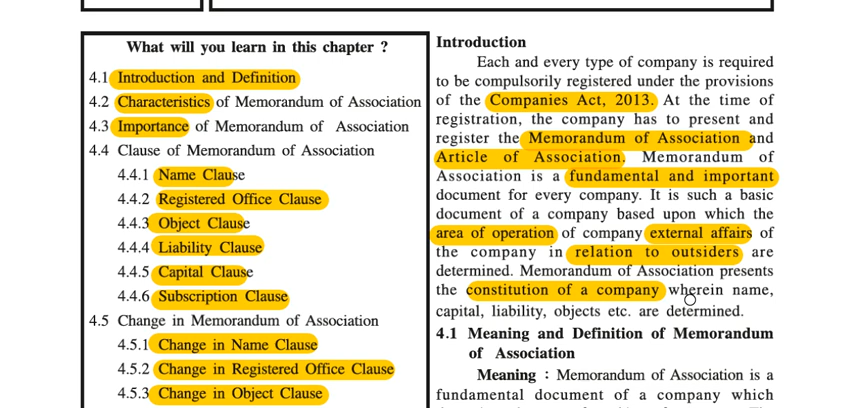 What will you learn in this chapter ?
4.1 Introduction and Definition
4.2 Characteristics of Memorandum of Association
4.3 Importance of Memorandum of Association
4.4 Clause of Memorandum of Association
4.4.1 Name Clause
4.4.2 Registered Office Clause
4.4.3 Object Clause
4.4.4 Liability Clause
4.4.5 Capital Clause
4.4.6 Subscription Clause
4.5 Change in Memorandum of Association
4.5.1 Change in Name Clause
4.5.2 Change in Registered Office Clause
4.5.3 Change in Object Clause
Introduction
Each and every type of company is required
to be compulsorily registered under the provisions
of the Companies Act, 2013. At the time of
registration, the company has to present and
register the Memorandum of Association and
Article of Association. Memorandum of
Association is a fundamental and important
document for every company. It is such a basic
document of a company based upon which the
area of operation of company external affairs of
the company in relation to outsiders are
determined. Memorandum of Association presents
the constitution of a company wherein name,
capital, liability, objects etc. are determined.
4.1 Meaning and Definition of Memorandum
of Association
Meaning : Memorandum of Association is a
fundamental document of a company which